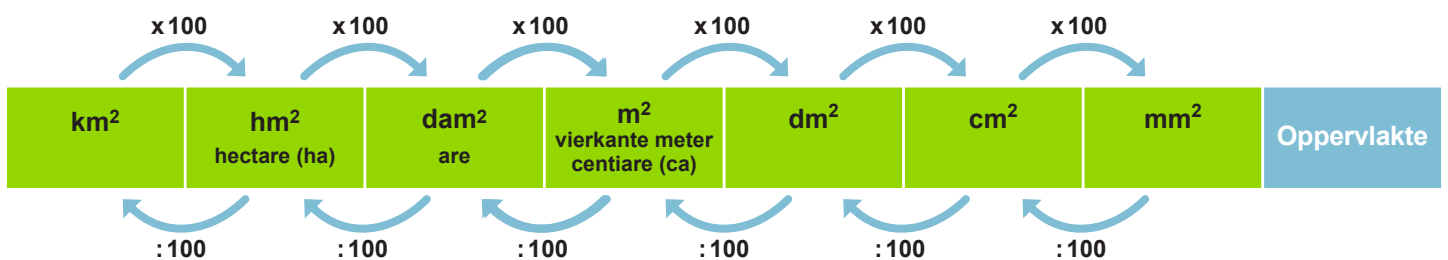 x 100 x 100 x 100 x 100 x 100 x 100
km² hm² dam² m² dm² cm² mm² Oppervlakte
hectare (ha) are vierkante meter
centiare (ca)
: 100 : 100 : 100 : 100 : 100 : 100